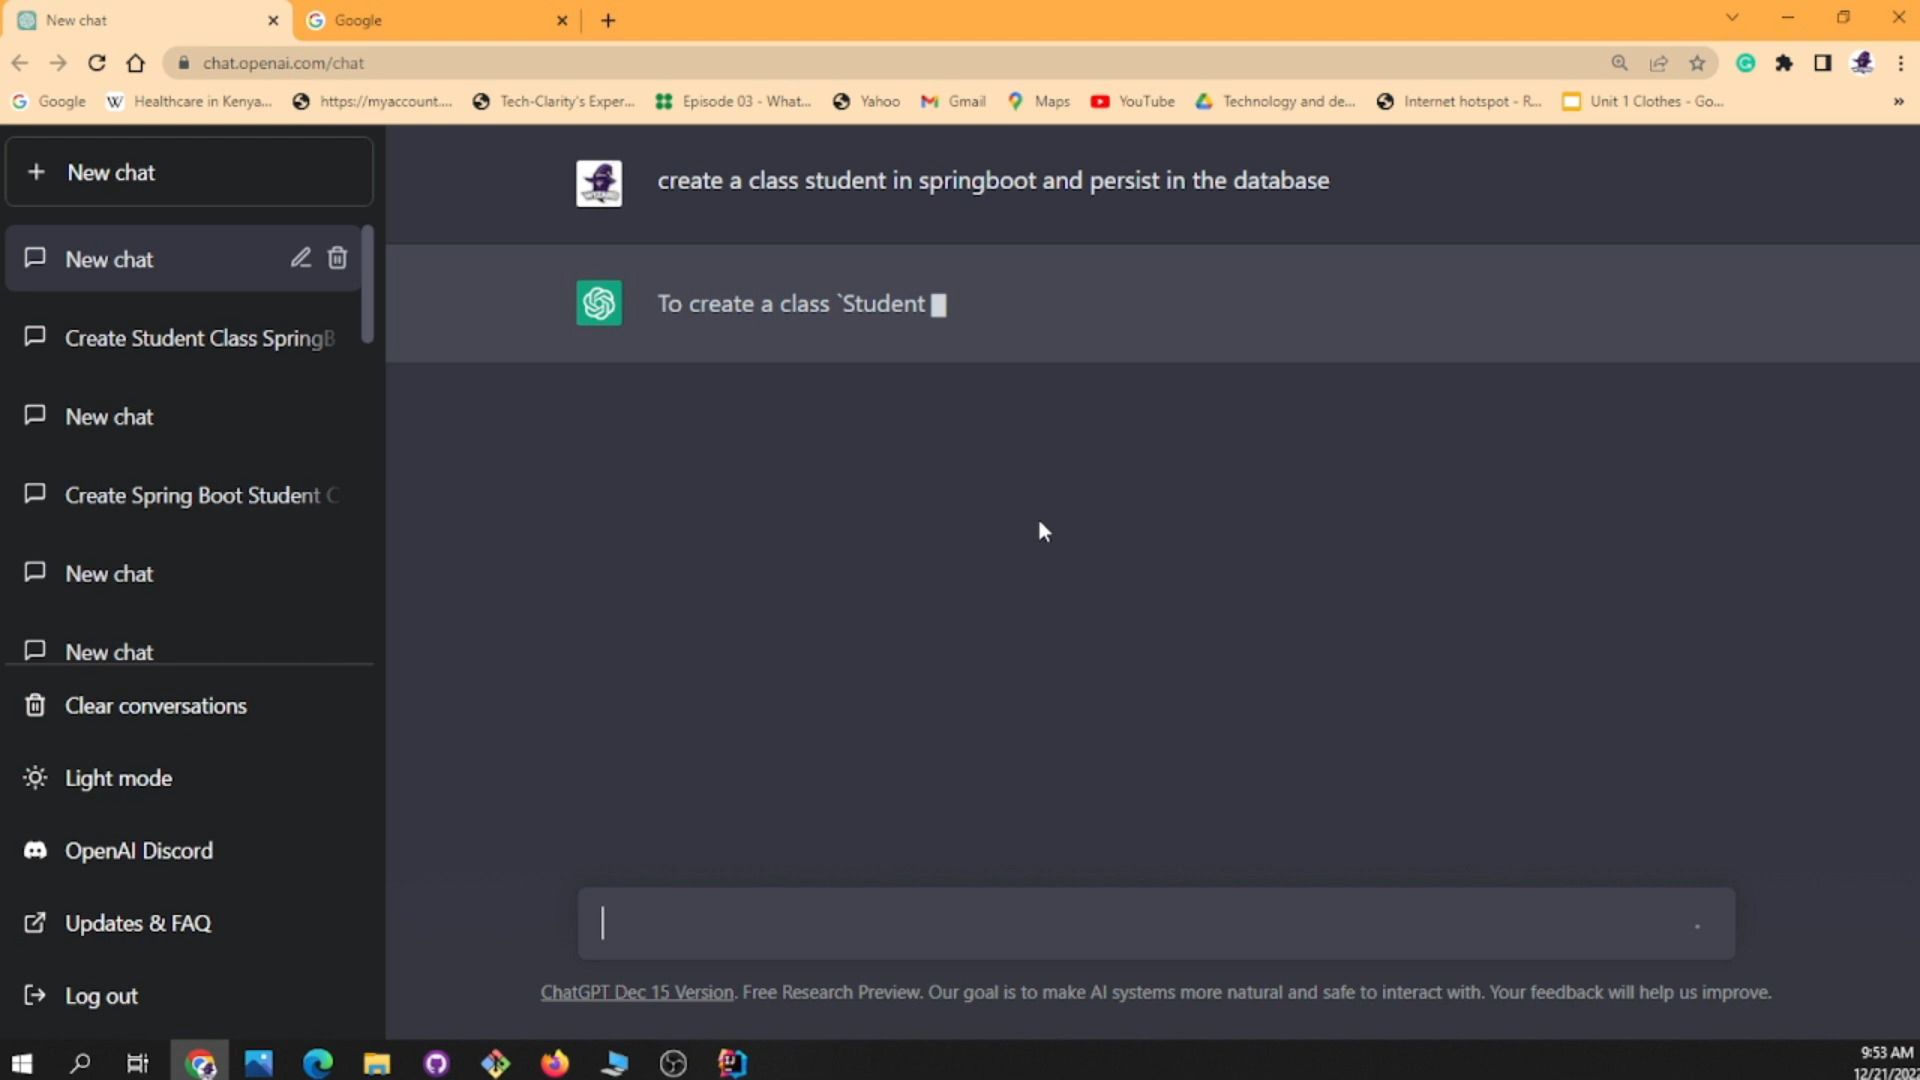 New chat
Google
chat.openai.com/chat
Google
Healthcare in Kenya...
https://myaccount....
Tech-Clarity's Exper...
Episode 03 - What...
Yahoo
Gmail
Maps
YouTube
Technology and de...
Internet hotspot - R...
Unit 1 Clothes - Go...
»
New chat
New chat
Create Student Class SpringB
New chat
Create Spring Boot Student C
New chat
New chat
Clear conversations
Light mode
OpenAI Discord
Updates & FAQ
Log out
create a class student in springboot and persist in the database
To create a class `Student
ChatGPT Dec 15 Version. Free Research Preview. Our goal is to make AI systems more natural and safe to interact with. Your feedback will help us improve.
9:53 AM
12/21/2022